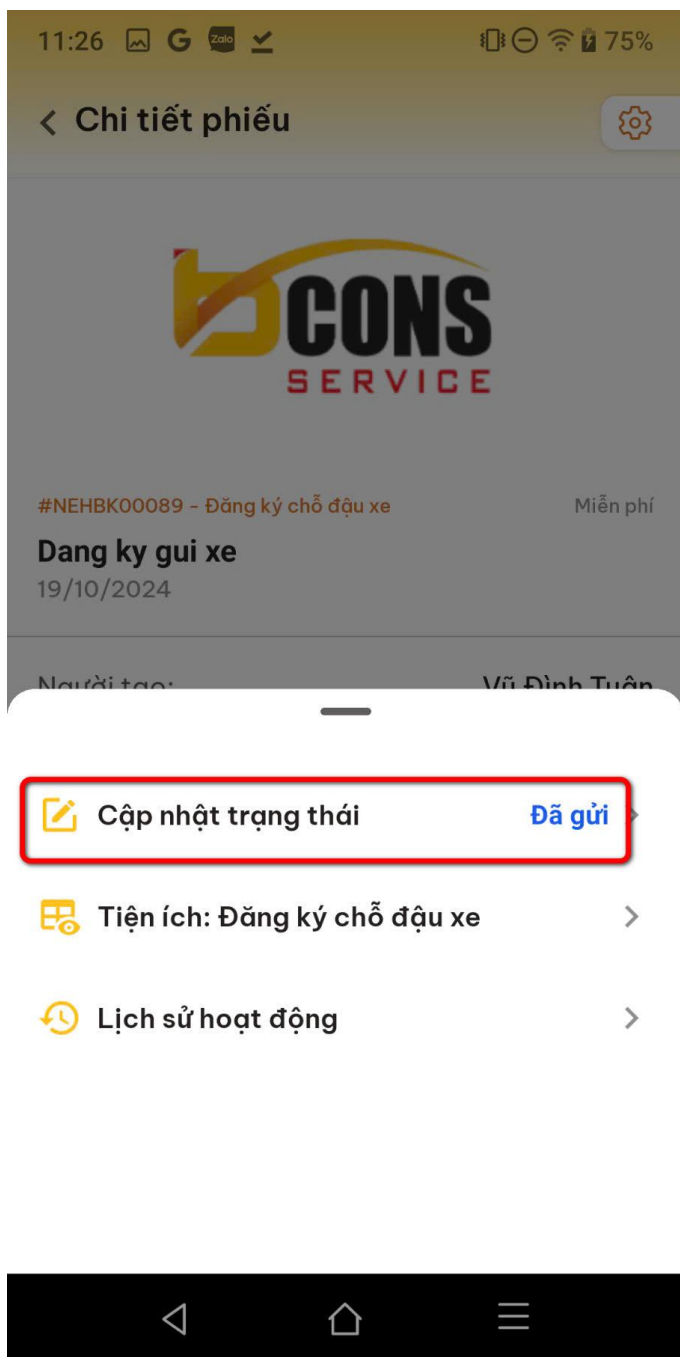 11:26 G Zalo 75%
Chi tiết phiếu
bCONS
SERVICE
#NEHBK00089 - Đăng ký chỗ đậu xe Miễn phí
Dang ky gui xe
19/10/2024
Người tạo: Vũ Đình Tuân
Cập nhật trạng thái Đã gửi
Tiện ích: Đăng ký chỗ đậu xe
Lịch sử hoạt động